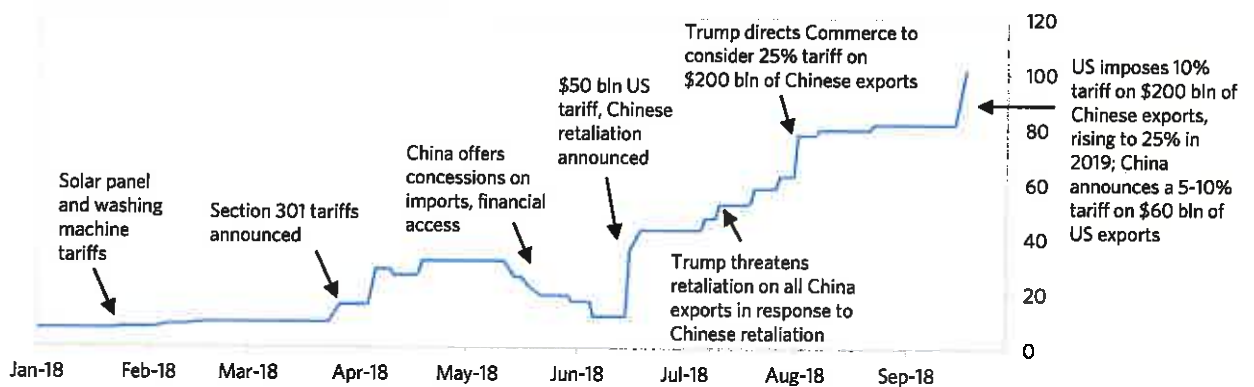 Solar panel
and washing
machine
tariffs
Section 301 tariffs
announced
China offers
concessions on
imports, financial
access
$50 bln US
tariff, Chinese
retaliation
announced
Trump directs Commerce to
consider 25% tariff on
$200 bln of Chinese exports
Trump threatens
retaliation on all China
exports in response to
Chinese retaliation
120
100
80
60
40
20
0
US imposes 10%
tariff on $200 bln of
Chinese exports,
rising to 25% in
2019; China
announces a 5-10%
tariff on $60 bln of
US exports
Jan-18 Feb-18 Mar-18 Apr-18 May-18 Jun-18 Jul-18 Aug-18 Sep-18